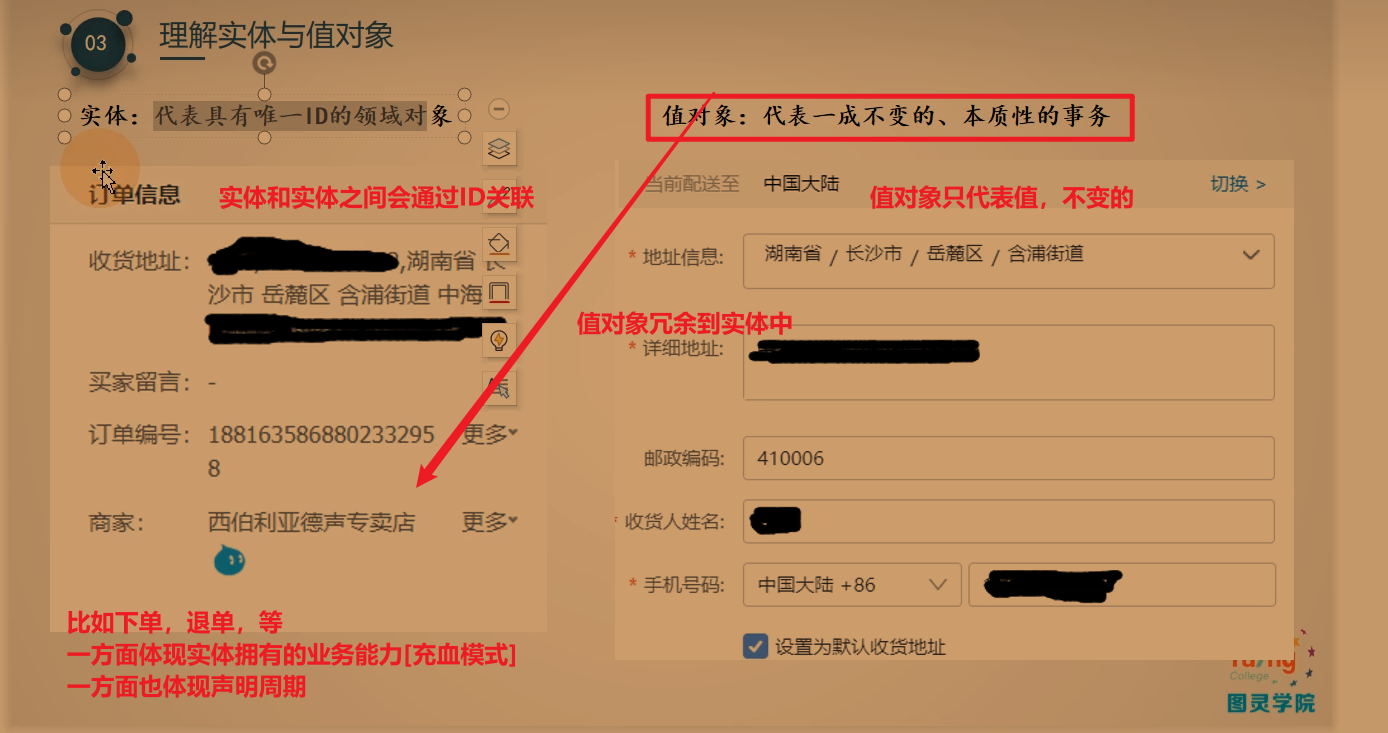 03
理解实体与值对象
实体：代表具有唯一ID的领域对象
值对象：代表一成不变的、本质性的事务
订单信息
实体和实体之间会通过ID关联
收货地址：
,湖南省 长
沙市 岳麓区 含浦街道 中海
买家留言：-
订单编号：188163586880233295 更多
8
商家： 西伯利亚德声专卖店 更多
比如下单，退单，等
一方面体现实体拥有的业务能力[充血模式]
一方面也体现声明周期
当前配送至 中国大陆 切换 >
值对象只代表值，不变的
* 地址信息: 湖南省 / 长沙市 / 岳麓区 / 含浦街道
值对象冗余到实体中
* 详细地址:
邮政编码: 410006
* 收货人姓名:
* 手机号码: 中国大陆 +86
设置为默认收货地址
College
图灵学院